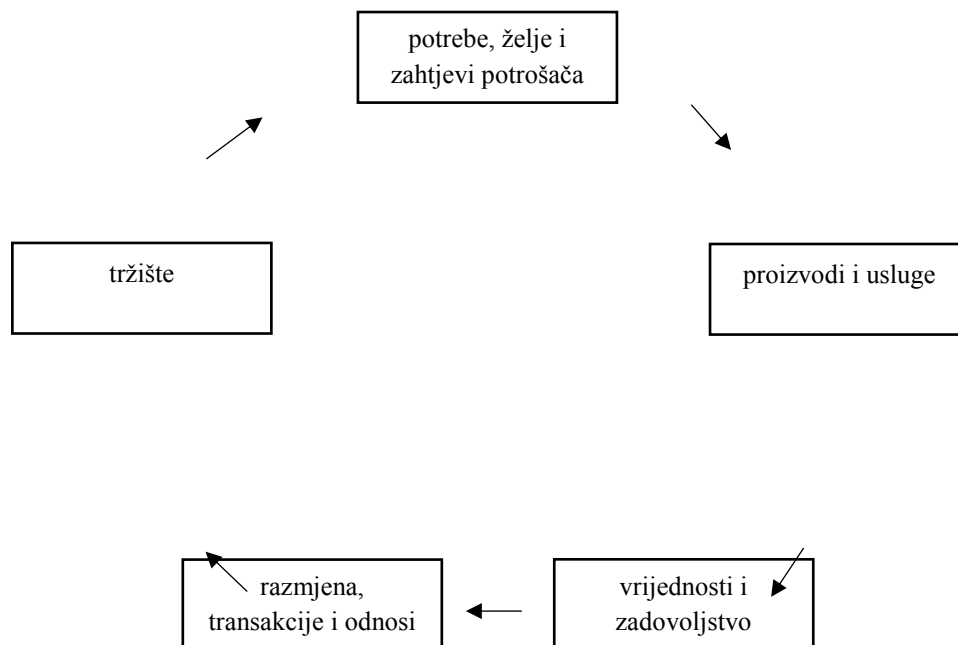 potrebe, želje i
zahtjevi potrošača
tržište
proizvodi i usluge
razmjena,
transakcije i odnosi
vrijednosti i
zadovoljstvo